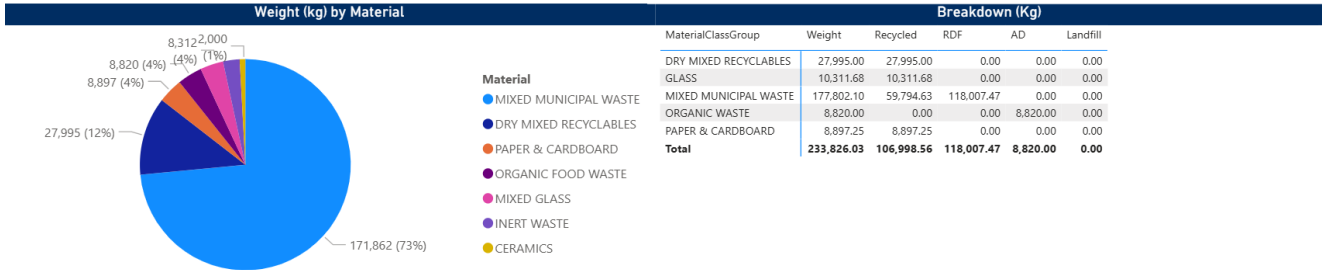 Weight (kg) by Material
8,312
2,000
(4%)
(1%)
8,820 (4%)
8,897 (4%)
27,995 (12%)
171,862 (73%)
Material
MIXED MUNICIPAL WASTE
DRY MIXED RECYCLABLES
PAPER & CARDBOARD
ORGANIC FOOD WASTE
MIXED GLASS
INERT WASTE
CERAMICS
Breakdown (Kg)
MaterialClassGroup Weight Recycled RDF AD Landfill
DRY MIXED RECYCLABLES 27,995.00 27,995.00 0.00 0.00 0.00
GLASS 10,311.68 10,311.68 0.00 0.00 0.00
MIXED MUNICIPAL WASTE 177,802.10 59,794.63 118,007.47 0.00 0.00
ORGANIC WASTE 8,820.00 0.00 0.00 8,820.00 0.00
PAPER & CARDBOARD 8,897.25 8,897.25 0.00 0.00 0.00
Total 233,826.03 106,998.56 118,007.47 8,820.00 0.00